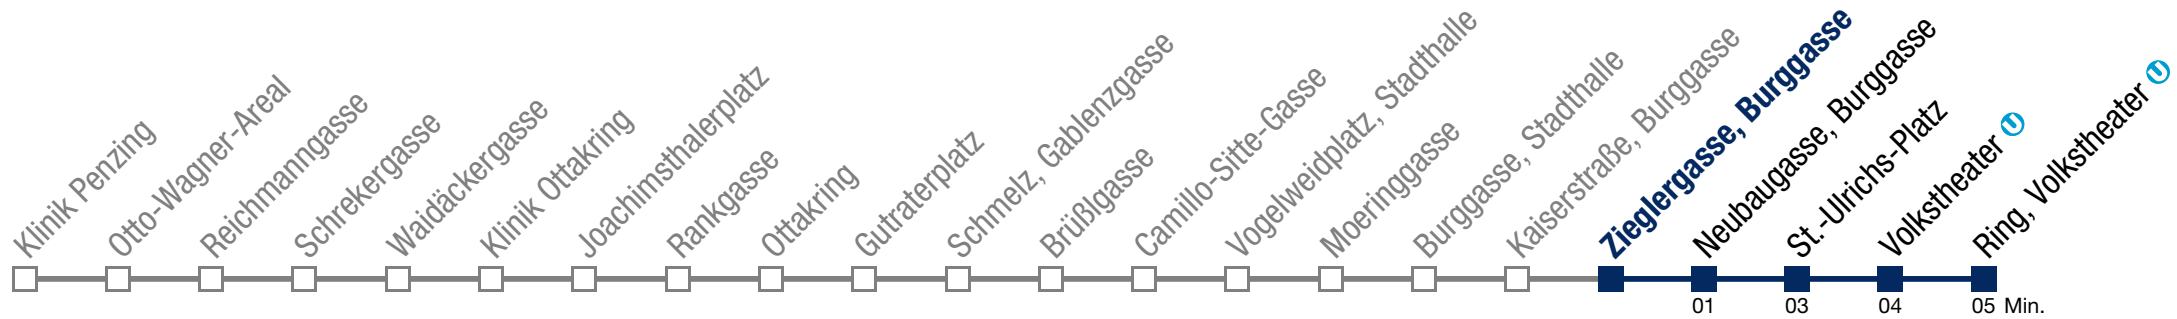 Klinik Penzing
Otto-Wagner-Areal
Reichmanngasse
Schrekergasse
Waidäckergasse
Klinik Ottakring
Joachimsthalerplatz
Rankgasse
Ottakring
Gutraterplatz
Schmelz, Gablenzgasse
Brüßlgasse
Camillo-Sitte-Gasse
Vogelweidplatz, Stadthalle
Moeringgasse
Burggasse, Stadthalle
Kaiserstraße, Burggasse
Zieglergasse, Burggasse
Neubaugasse, Burggasse
St.-Ulrichs-Platz
Volkstheater U
Ring, Volkstheater U
01 03 04 05 Min.